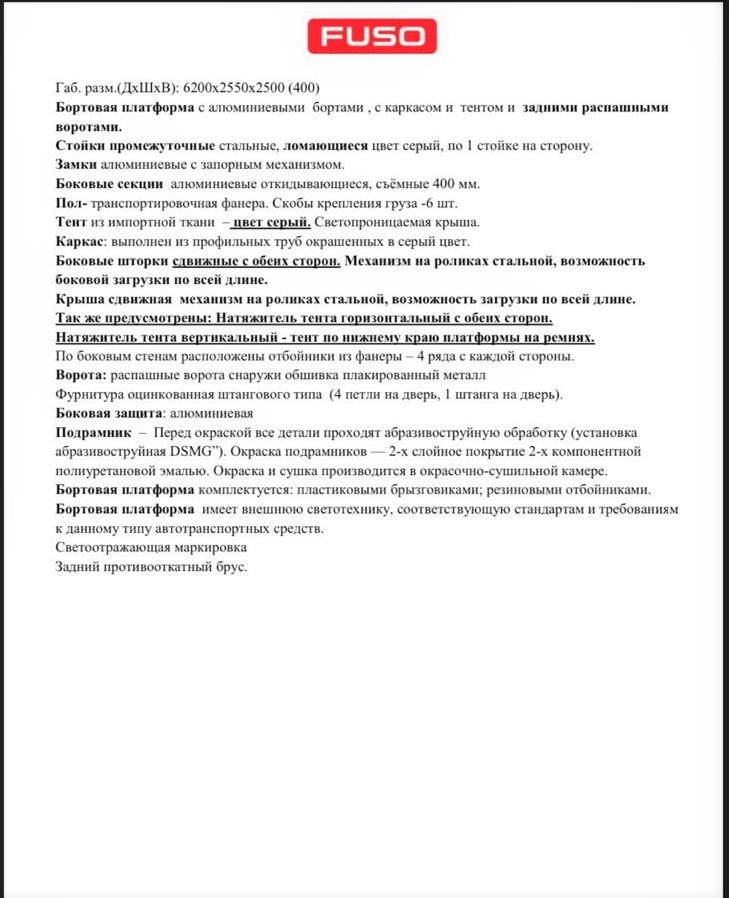 FUSO
Габ. разм.(ДхШхВ): 6200х2550х2500 (400)
Бортовая платформа с алюминиевыми бортами , с каркасом и тентом и задними распашными
воротами.
Стойки промежуточные стальные, ломающиеся цвет серый, по 1 стойке на сторону.
Замки алюминиевые с запорным механизмом.
Боковые секции алюминиевые откидывающиеся, съёмные 400 мм.
Пол- транспортировочная фанера. Скобы крепления груза -6 шт.
Тент из импортной ткани – цвет серый. Светопроницаемая крыша.
Каркас: выполнен из профильных труб окрашенных в серый цвет.
Боковые шторки сдвижные с обеих сторон. Механизм на роликах стальной, возможность
боковой загрузки по всей длине.
Крыша сдвижная механизм на роликах стальной, возможность загрузки по всей длине.
Так же предусмотрены: Натяжитель тента горизонтальный с обеих сторон.
Натяжитель тента вертикальный - тент по нижнему краю платформы на ремнях.
По боковым стенам расположены отбойники из фанеры – 4 ряда с каждой стороны.
Ворота: распашные ворота снаружи обшивка плакированный металл
Фурнитура оцинкованная штангового типа (4 петли на дверь, 1 штанга на дверь).
Боковая защита: алюминиевая
Подрамник – Перед окраской все детали проходят абразивоструйную обработку (установка
абразивоструйная DSMG”). Окраска подрамников — 2-х слойное покрытие 2-х компонентной
полиуретановой эмалью. Окраска и сушка производится в окрасочно-сушильной камере.
Бортовая платформа комплектуется: пластиковыми брызговиками; резиновыми отбойниками.
Бортовая платформа имеет внешнюю светотехнику, соответствующую стандартам и требованиям
к данному типу автотранспортных средств.
Светоотражающая маркировка
Задний противооткатный брус.